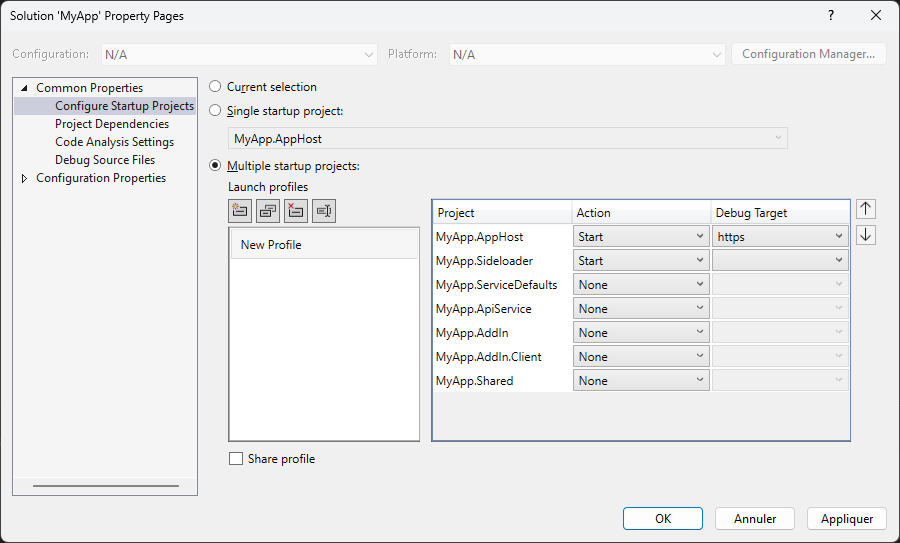 Solution 'MyApp' Property Pages
Configuration: N/A Platform: N/A Configuration Manager...
Common Properties
Configure Startup Projects
Project Dependencies
Code Analysis Settings
Debug Source Files
Configuration Properties
Current selection
Single startup project:
MyApp.AppHost
Multiple startup projects:
Launch profiles
New Profile
Project Action Debug Target
MyApp.AppHost Start https
MyApp.Sideloader Start
MyApp.ServiceDefaults None
MyApp.ApiService None
MyApp.AddIn None
MyApp.AddIn.Client None
MyApp.Shared None
Share profile
OK Annuler Appliquer